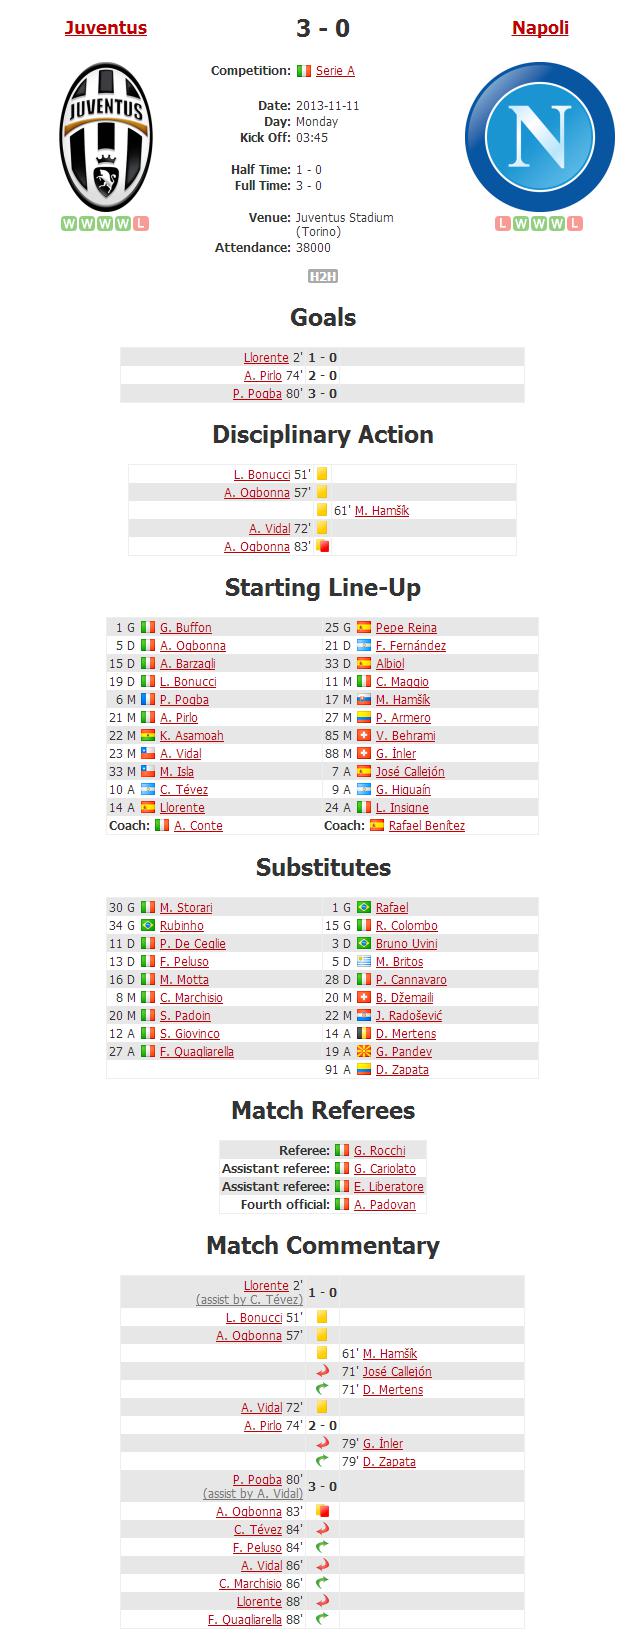 Juventus 3 - 0 Napoli
JUVENTUS
N
Competition: Serie A
Date: 2013-11-11
Day: Monday
Kick Off: 03:45
Half Time: 1 - 0
Full Time: 3 - 0
Venue: Juventus Stadium
(Torino)
Attendance: 38000
W W W W L
L W W W L
H2H
Goals
Llorente 2' 1 - 0
A. Pirlo 74' 2 - 0
P. Pogba 80' 3 - 0
Disciplinary Action
L. Bonucci 51'
A. Ogbonna 57'
61' M. Hamšík
A. Vidal 72'
A. Ogbonna 83'
Starting Line-Up
1 G G. Buffon 25 G Pepe Reina
5 D A. Ogbonna 21 D F. Fernández
15 D A. Barzagli 33 D Albiol
19 D L. Bonucci 11 M C. Maggio
6 M P. Pogba 17 M M. Hamšík
21 M A. Pirlo 27 M P. Armero
22 M K. Asamoah 85 M V. Behrami
23 M A. Vidal 88 M G. İnler
33 M M. Isla 7 A José Callejón
10 A C. Tévez 9 A G. Higuaín
14 A Llorente 24 A L. Insigne
Coach: A. Conte Coach: Rafael Benítez
Substitutes
30 G M. Storari 1 G Rafael
34 G Rubinho 15 G R. Colombo
11 D P. De Ceglie 3 D Bruno Uvini
13 D F. Peluso 5 D M. Britos
16 D M. Motta 28 D P. Cannavaro
8 M C. Marchisio 20 M B. Džemaili
20 M S. Padoin 22 M J. Radošević
12 A S. Giovinco 14 A D. Mertens
27 A F. Quagliarella 19 A G. Pandev
91 A D. Zapata
Match Referees
Referee: G. Rocchi
Assistant referee: G. Cariolato
Assistant referee: E. Liberatore
Fourth official: A. Padovan
Match Commentary
Llorente 2' 1 - 0
(assist by C. Tévez)
L. Bonucci 51'
A. Ogbonna 57'
61' M. Hamšík
71' José Callejón
71' D. Mertens
A. Vidal 72'
A. Pirlo 74' 2 - 0
79' G. İnler
79' D. Zapata
P. Pogba 80' 3 - 0
(assist by A. Vidal)
A. Ogbonna 83'
C. Tévez 84'
F. Peluso 84'
A. Vidal 86'
C. Marchisio 86'
Llorente 88'
F. Quagliarella 88'